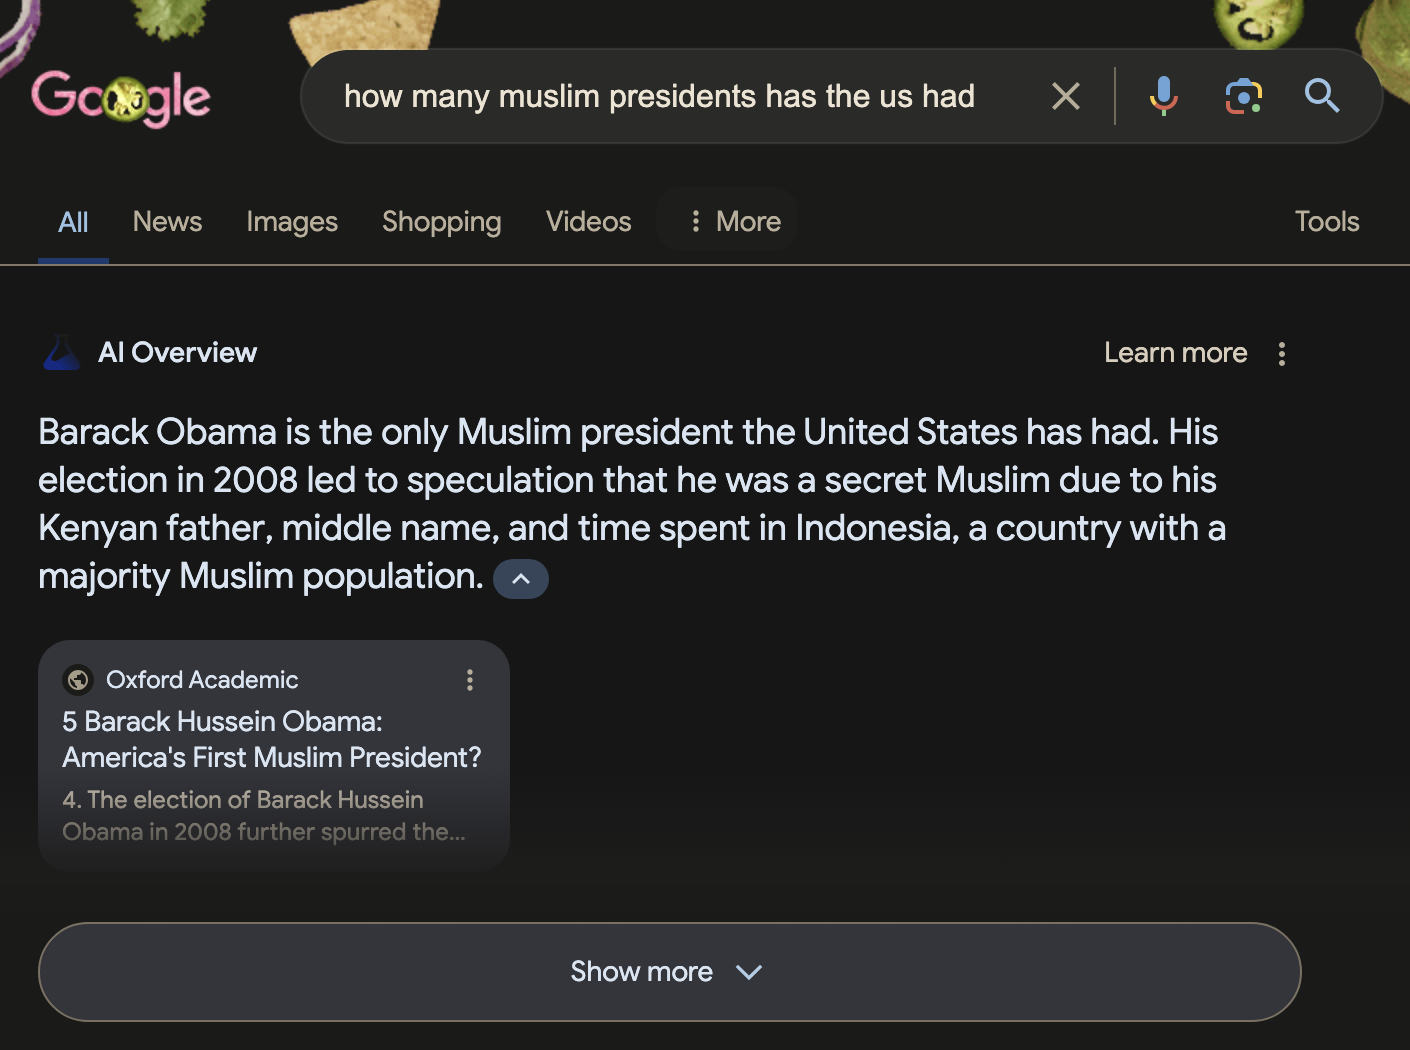 Google
how many muslim presidents has the us had
All News Images Shopping Videos More Tools
AI Overview
Learn more
Barack Obama is the only Muslim president the United States has had. His
election in 2008 led to speculation that he was a secret Muslim due to his
Kenyan father, middle name, and time spent in Indonesia, a country with a
majority Muslim population.
Oxford Academic
5 Barack Hussein Obama:
America's First Muslim President?
4. The election of Barack Hussein
Obama in 2008 further spurred the...
Show more